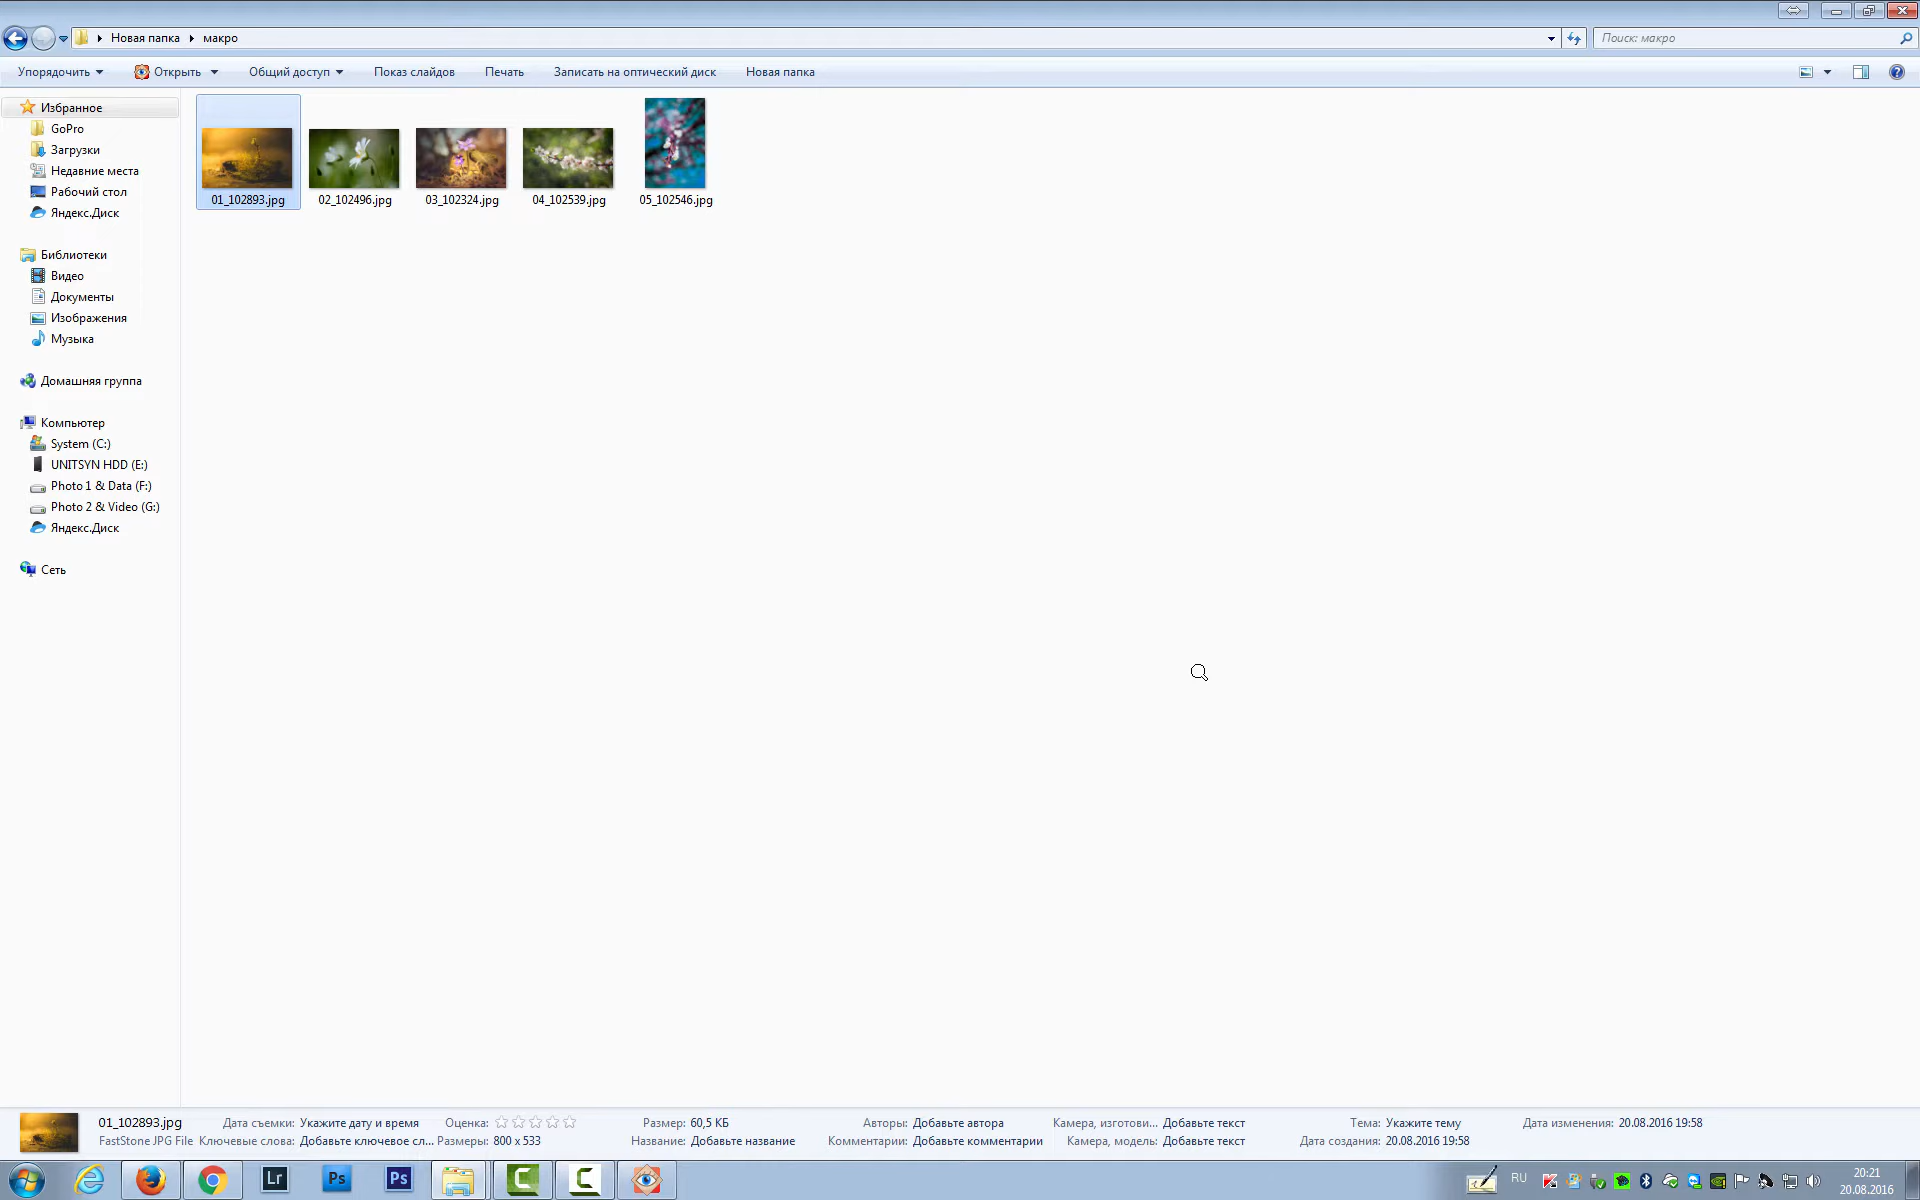 Новая папка
макро
Поиск: макро
Упорядочить
Открыть
Общий доступ
Показ слайдов
Печать
Записать на оптический диск
Новая папка
Избранное
GoPro
Загрузки
Недавние места
Рабочий стол
Яндекс.Диск
Библиотеки
Видео
Документы
Изображения
Музыка
Домашняя группа
Компьютер
System (C:)
UNITSYN HDD (E:)
Photo 1 & Data (F:)
Photo 2 & Video (G:)
Яндекс.Диск
Сеть
01_102893.jpg
02_102496.jpg
03_102324.jpg
04_102539.jpg
05_102546.jpg
01_102893.jpg Дата съемки: Укажите дату и время Оценка: Размер: 60,5 КБ Авторы: Добавьте автора Камера, изготови... Добавьте текст Тема: Укажите тему Дата изменения: 20.08.2016 19:58
FastStone JPG File Ключевые слова: Добавьте ключевое сл... Размеры: 800 x 533 Название: Добавьте название Комментарии: Добавьте комментарии Камера, модель: Добавьте текст Дата создания: 20.08.2016 19:58
Lr
Ps
Ps
RU
20:21
20.08.2016